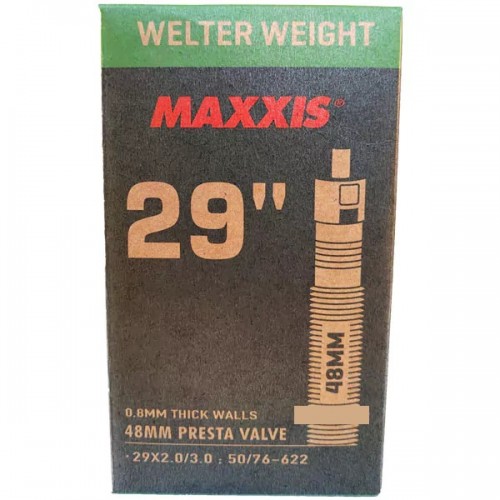 WELTER WEIGHT
MAXXIS®
29"
48MM
0.8MM THICK WALLS
48MM PRESTA VALVE
· 29X2.0/3.0 : 50/76-622